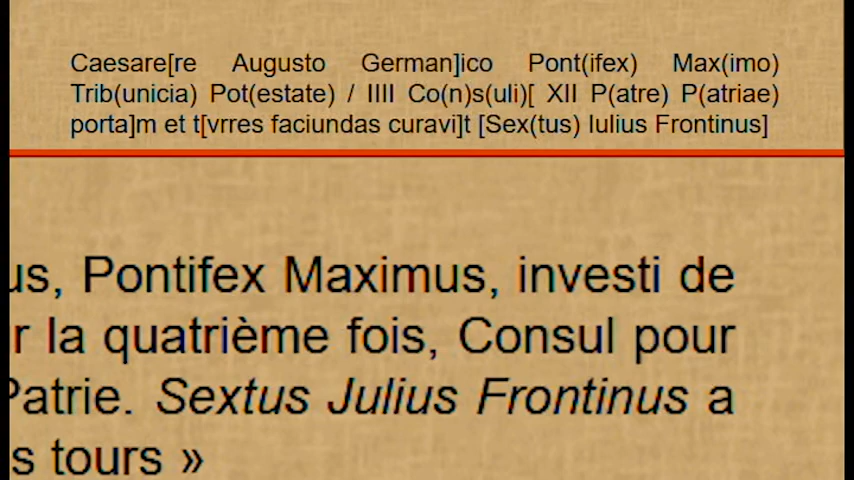 Caesare[re Augusto German]ico Pont(ifex) Max(imo)
Trib(unicia) Pot(estate) / IIII Co(n)s(uli)[ XII P(atre) P(atriae)
porta]m et t[vrres faciundas curavi]t [Sex(tus) Iulius Frontinus]
us, Pontifex Maximus, investi de
r la quatrième fois, Consul pour
Patrie. Sextus Julius Frontinus a
s tours »